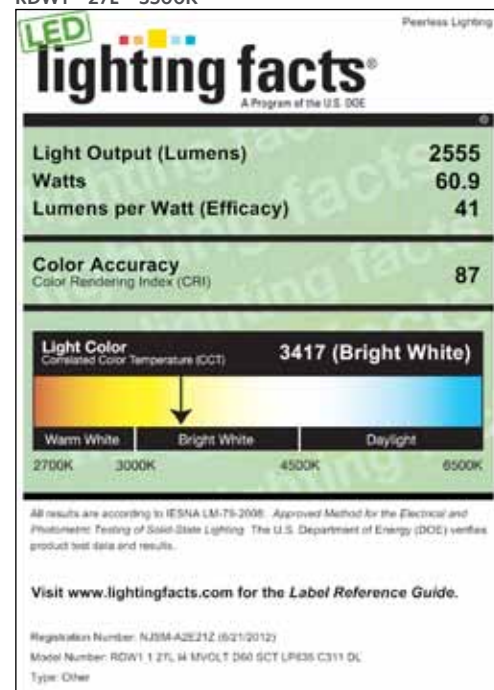 RDW1 27L 3500K
Peerless Lighting
LED
lighting facts®
A Program of the U.S. DOE
Light Output (Lumens) 2555
Watts 60.9
Lumens per Watt (Efficacy) 41
Color Accuracy 87
Color Rendering Index (CRI)
Light Color 3417 (Bright White)
Correlated Color Temperature (CCT)
Warm White Bright White Daylight
2700K 3000K 4500K 6500K
All results are according to IESNA LM-79-2008: Approved Method for the Electrical and
Photometric Testing of Solid-State Lighting. The U.S. Department of Energy (DOE) verifies
product test data and results.
Visit www.lightingfacts.com for the Label Reference Guide.
Registration Number: NJSM-A2E21Z (6/21/2012)
Model Number: RDW1 1 27L MVOLT D60 SCT LP835 C311 DL
Type: Other